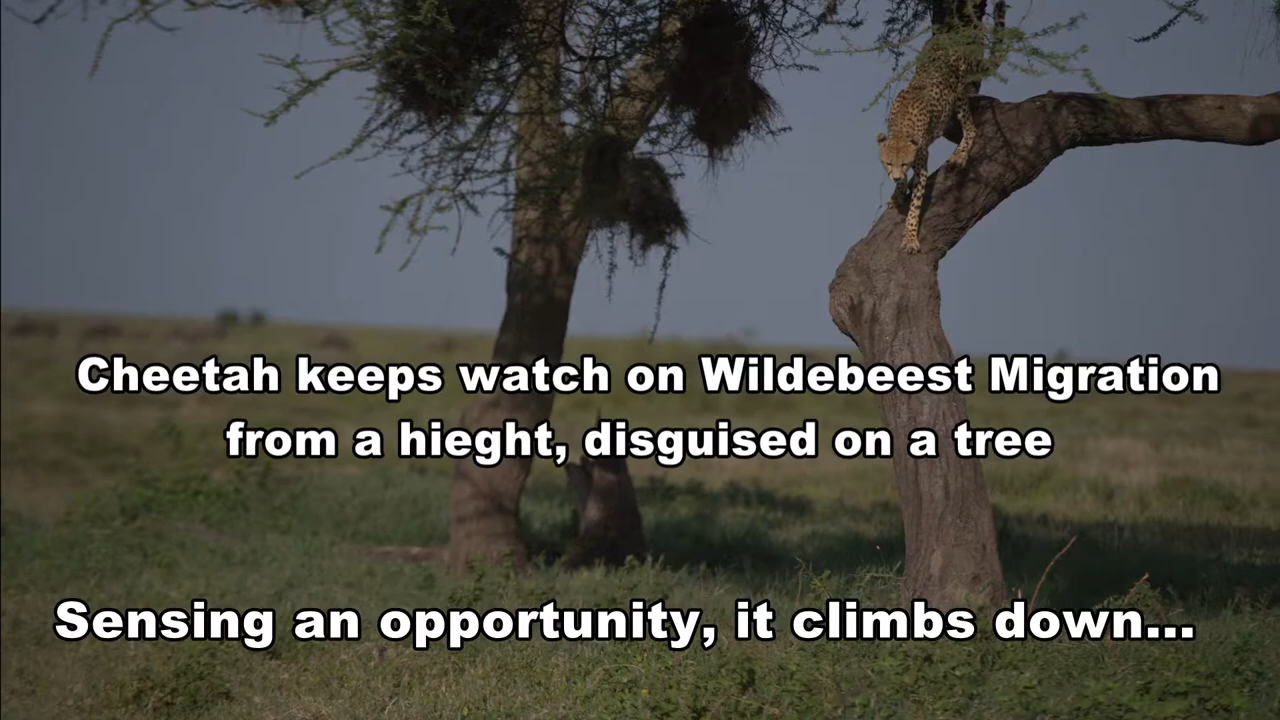 Cheetah keeps watch on Wildebeest Migration
from a hieght, disguised on a tree
Sensing an opportunity, it climbs down...